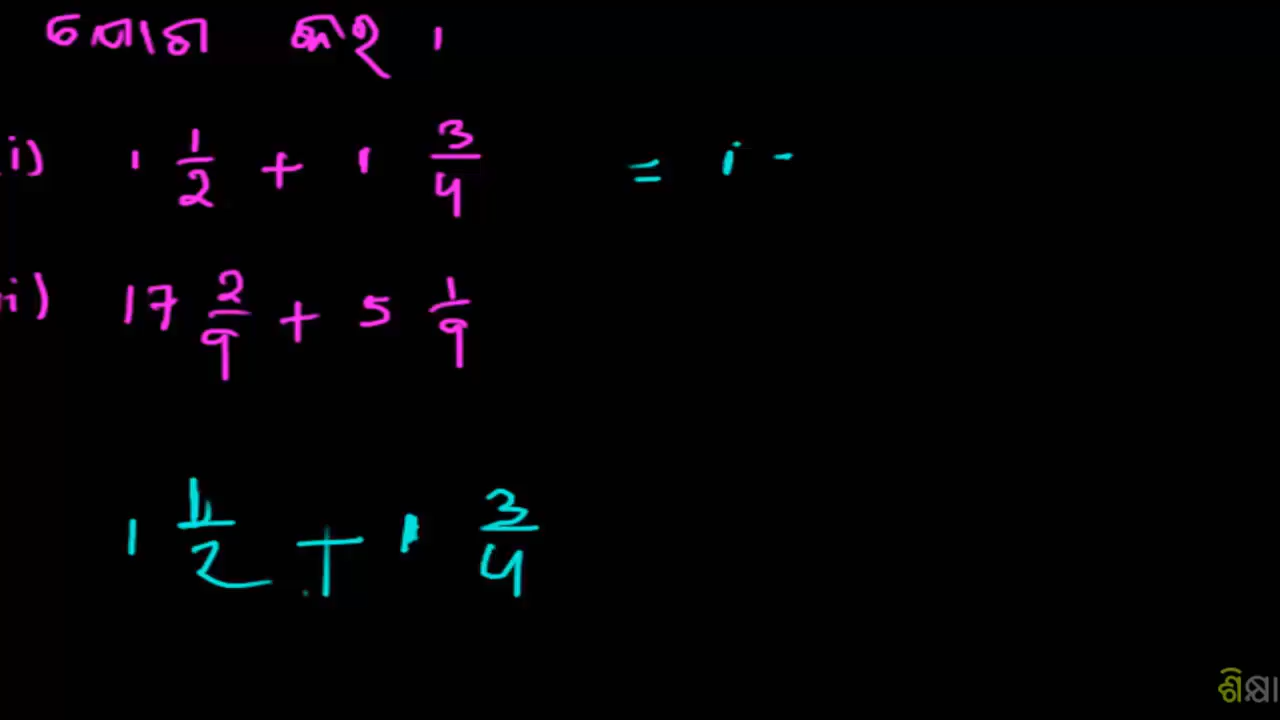 ଯୋଗ କର ।
i) 1 1/2 + 1 3/4 = 1 -
ii) 17 2/9 + 5 1/9
1 1/2 + 1 3/4
ଶିକ୍ଷା